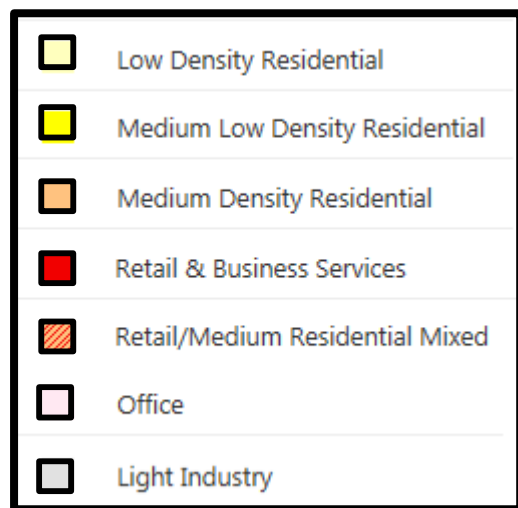 Low Density Residential
Medium Low Density Residential
Medium Density Residential
Retail & Business Services
Retail/Medium Residential Mixed
Office
Light Industry